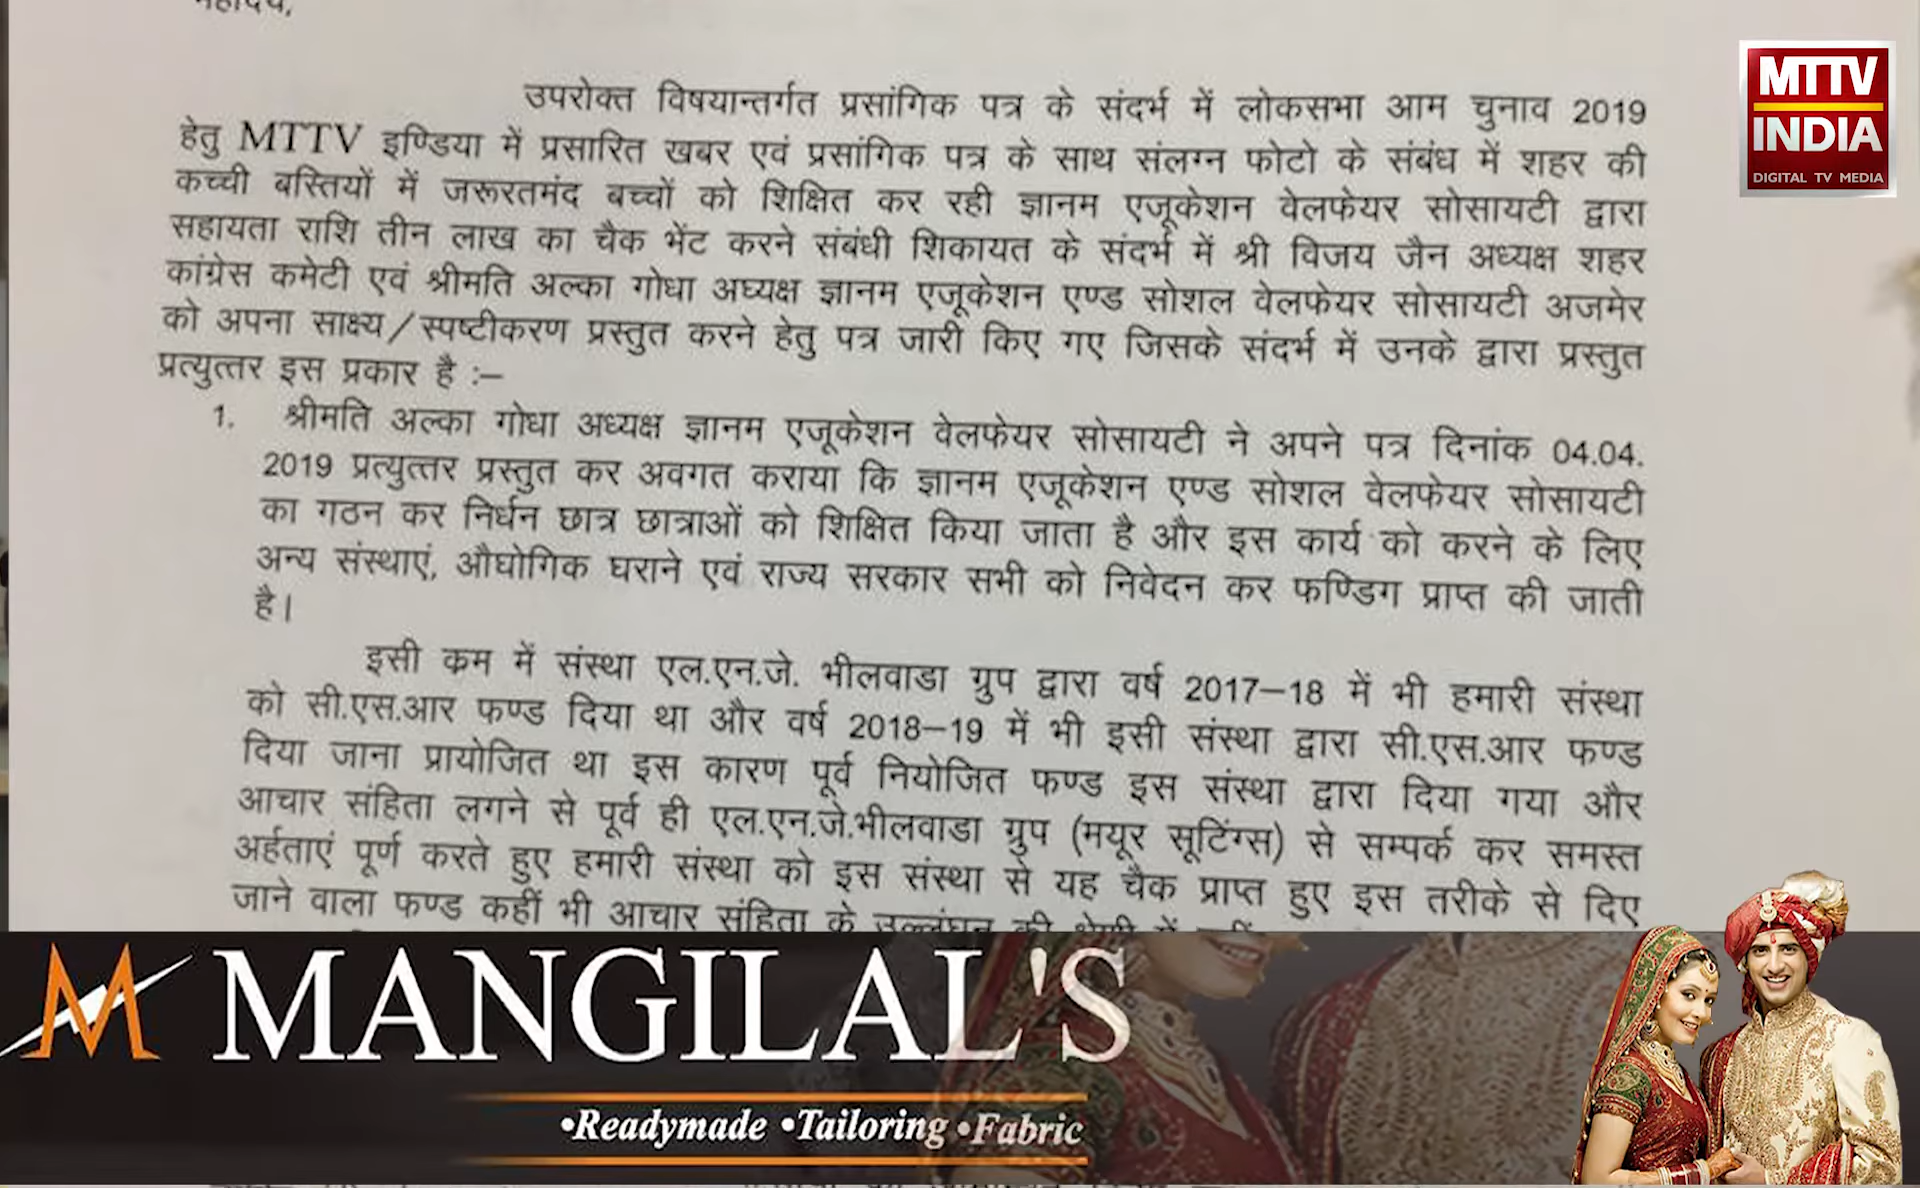 महोदय,
उपरोक्त विषयान्तर्गत प्रसांगिक पत्र के संदर्भ में लोकसभा आम चुनाव 2019
हेतु MTTV इण्डिया में प्रसारित खबर एवं प्रसांगिक पत्र के साथ संलग्न फोटो के संबंध में शहर की
कच्ची बस्तियों में जरूरतमंद बच्चों को शिक्षित कर रही ज्ञानम एजूकेशन वेलफेयर सोसायटी द्वारा
सहायता राशि तीन लाख का चैक भेंट करने संबंधी शिकायत के संदर्भ में श्री विजय जैन अध्यक्ष शहर
कांग्रेस कमेटी एवं श्रीमति अल्का गोधा अघ्यक्ष ज्ञानम एजूकेशन एण्ड सोशल वेलफेयर सोसायटी अजमेर
को अपना साक्ष्य/स्पष्टीकरण प्रस्तुत करने हेतु पत्र जारी किए गए जिसके संदर्भ में उनके द्वारा प्रस्तुत
प्रत्युत्तर इस प्रकार है :–
1. श्रीमति अल्का गोधा अध्यक्ष ज्ञानम एजूकेशन वेलफेयर सोसायटी ने अपने पत्र दिनांक 04.04.
2019 प्रत्युत्तर प्रस्तुत कर अवगत कराया कि ज्ञानम एजूकेशन एण्ड सोशल वेलफेयर सोसायटी
का गठन कर निर्धन छात्र छात्राओं को शिक्षित किया जाता है और इस कार्य को करने के लिए
अन्य संस्थाएं, औघोगिक घराने एवं राज्य सरकार सभी को निवेदन कर फण्डिग प्राप्त की जाती
है।
इसी क्रम में संस्था एल.एन.जे. भीलवाडा ग्रुप द्वारा वर्ष 2017–18 में भी हमारी संस्था
को सी.एस.आर फण्ड दिया था और वर्ष 2018–19 में भी इसी संस्था द्वारा सी.एस.आर फण्ड
दिया जाना प्रायोजित था इस कारण पूर्व नियोजित फण्ड इस संस्था द्वारा दिया गया और
आचार संहिता लगने से पूर्व ही एल.एन.जे.भीलवाडा ग्रुप (मयूर सूटिंग्स) से सम्पर्क कर समस्त
अर्हताएं पूर्ण करते हुए हमारी संस्था को इस संस्था से यह चैक प्राप्त हुए इस तरीके से दिए
जाने वाला फण्ड कहीं भी आचार संहिता के उल्लंघन की श्रेणी में
MTTV
INDIA
DIGITAL TV MEDIA
M MANGILAL'S
•Readymade •Tailoring •Fabric